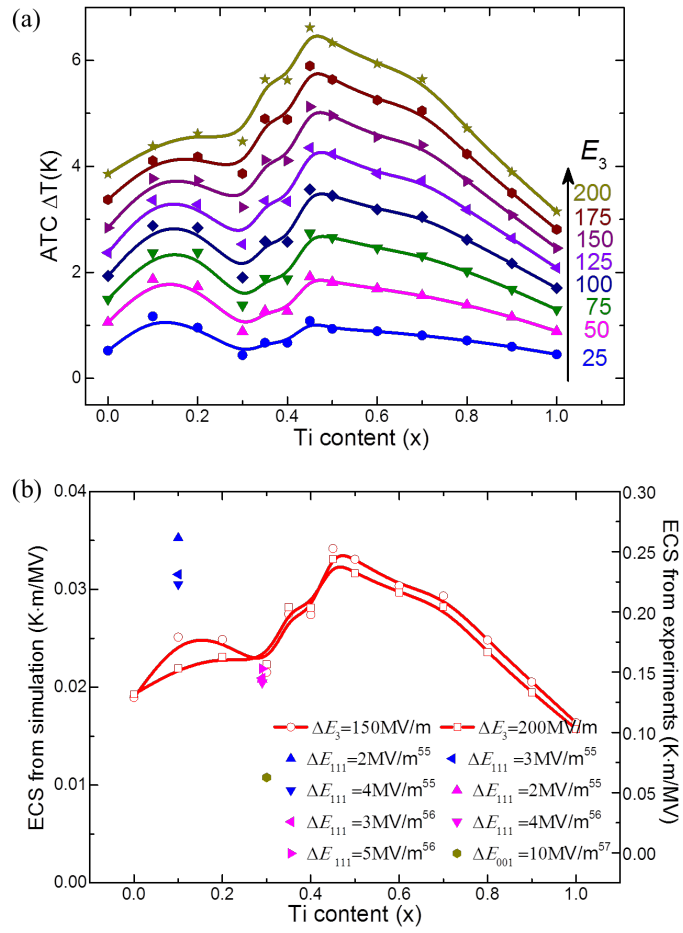 (a)
ATC ΔT(K)
6
4
2
0
0.0 0.2 0.4 0.6 0.8 1.0
Ti content (x)
E3
200
175
150
125
100
75
50
25
(b)
ECS from simulation (K·m/MV)
0.04
0.03
0.02
0.01
0.00
0.0 0.2 0.4 0.6 0.8 1.0
Ti content (x)
0.30
0.25
0.20
0.15
0.10
0.05
0.00
ECS from experiments (K·m/MV)
ΔE3=150MV/m ΔE3=200MV/m
ΔE111=2MV/m55 ΔE111=3MV/m55
ΔE111=4MV/m55 ΔE111=2MV/m55
ΔE111=3MV/m56 ΔE111=4MV/m56
ΔE111=5MV/m56 ΔE001=10MV/m57